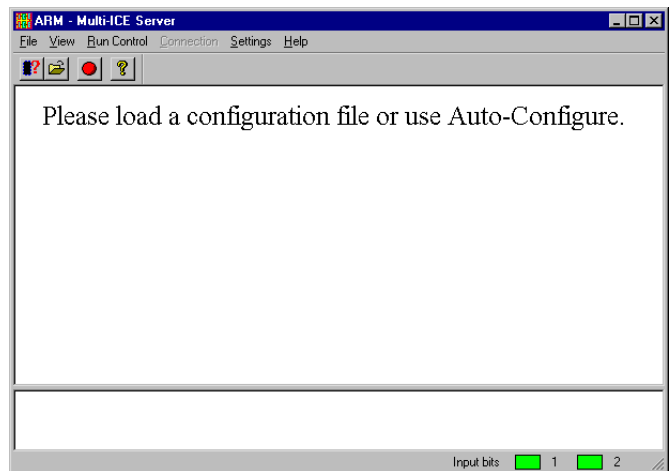 ARM - Multi-ICE Server
File View Run Control Connection Settings Help
Please load a configuration file or use Auto-Configure.
Input bits 1 2